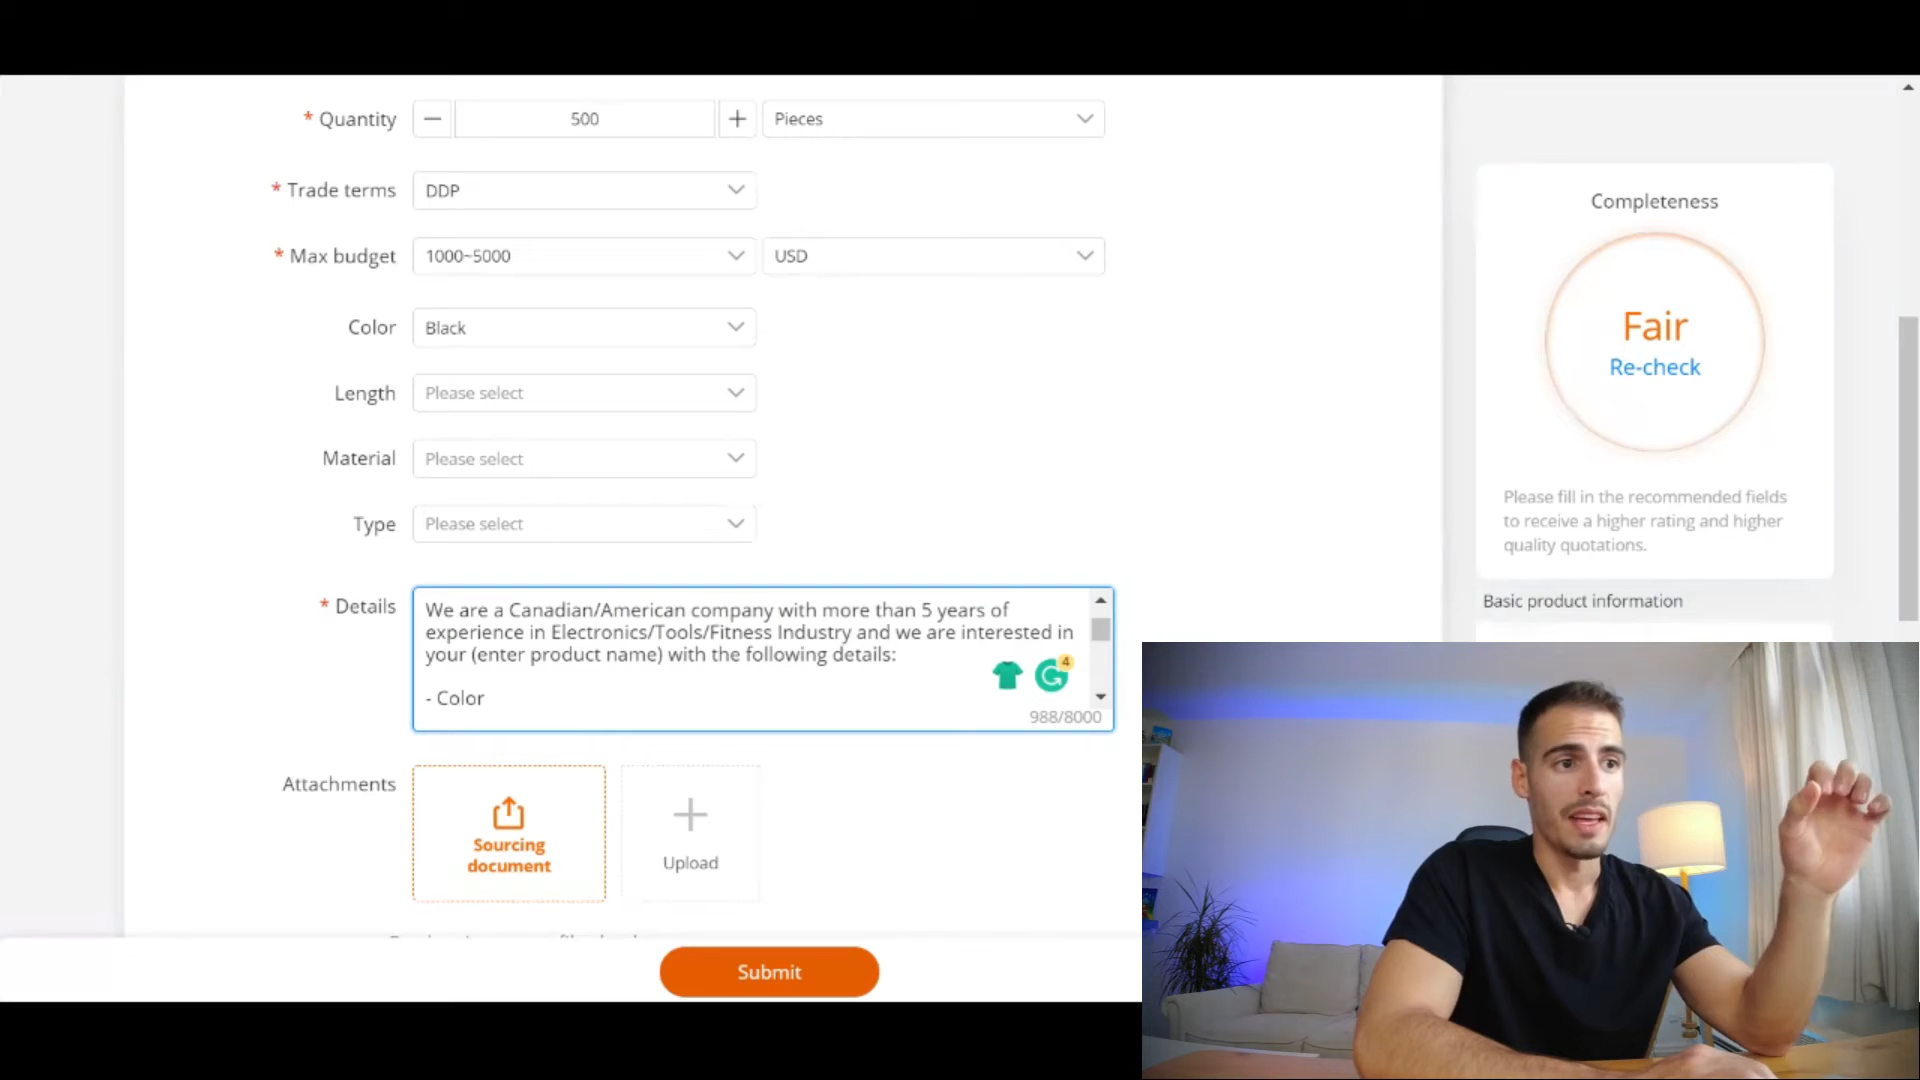 * Quantity
500
Pieces
* Trade terms
DDP
* Max budget
1000~5000
USD
Color
Black
Length
Please select
Material
Please select
Type
Please select
* Details
We are a Canadian/American company with more than 5 years of
experience in Electronics/Tools/Fitness Industry and we are interested in
your (enter product name) with the following details:
- Color
4
988/8000
Attachments
Sourcing
document
Upload
Submit
Completeness
Fair
Re-check
Please fill in the recommended fields
to receive a higher rating and higher
quality quotations.
Basic product information